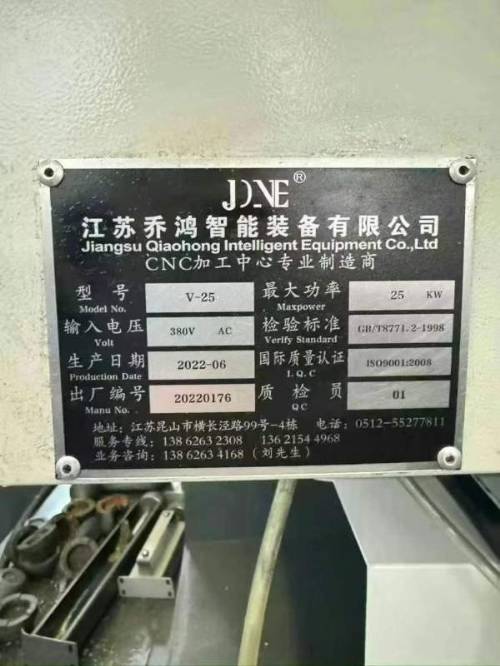 JONE®
江苏乔鸿智能装备有限公司
Jiangsu Qiaohong Intelligent Equipment Co.,Ltd
CNC加工中心专业制造商
型号 V-25 最大功率 25 KW
Model No. Maxpower
输入电压 380V AC 检验标准 GB/T8771.2-1998
Volt Verify Standard
生产日期 2022-06 国际质量认证 ISO9001:2008
Production Date I.Q.C
出厂编号 20220176 质检员 01
Manu No. QC
地址: 江苏昆山市横长泾路99号-4栋 电话: 0512-55277811
服务专线: 138 6263 2308 136 2154 4968
业务咨询: 138 6263 4168 (刘先生)